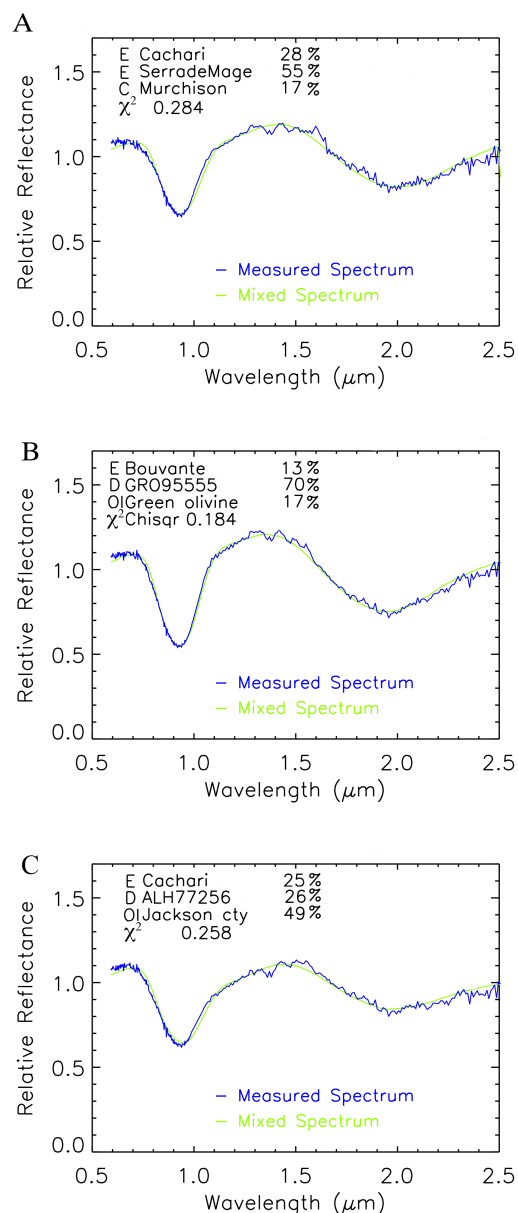 A
E Cachari 28 %
E SerradeMage 55 %
C Murchison 17 %
χ² 0.284
1.5
1.0
0.5
0.0
Relative Reflectance
— Measured Spectrum
— Mixed Spectrum
0.5 1.0 1.5 2.0 2.5
Wavelength (μm)
B
E Bouvante 13 %
D GRO95555 70 %
Ol Green olivine 17 %
χ² Chisqr 0.184
1.5
1.0
0.5
0.0
Relative Reflectance
— Measured Spectrum
— Mixed Spectrum
0.5 1.0 1.5 2.0 2.5
Wavelength (μm)
C
E Cachari 25 %
D ALH77256 26 %
Ol Jackson cty 49 %
χ² 0.258
1.5
1.0
0.5
0.0
Relative Reflectance
— Measured Spectrum
— Mixed Spectrum
0.5 1.0 1.5 2.0 2.5
Wavelength (μm)